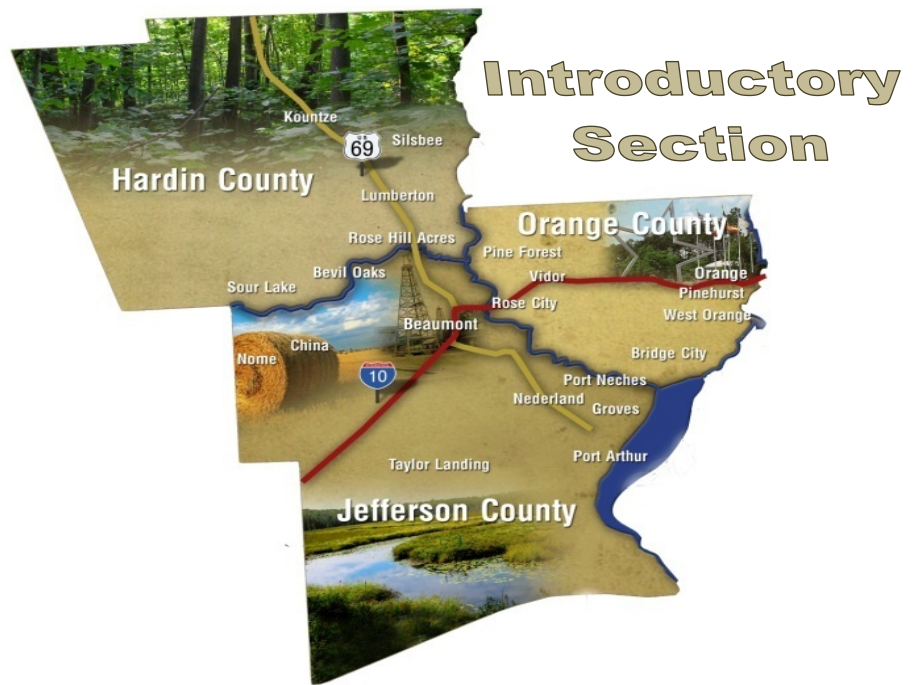 Introductory
Section
Kountze
U S
69
Silsbee
Hardin County
Lumberton
Orange County
Rose Hill Acres
Pine Forest
Bevil Oaks
Vidor
Orange
Sour Lake
Pinehurst
Rose City
West Orange
Beaumont
China
Nome
Bridge City
10
Port Neches
Nederland
Groves
Port Arthur
Taylor Landing
Jefferson County